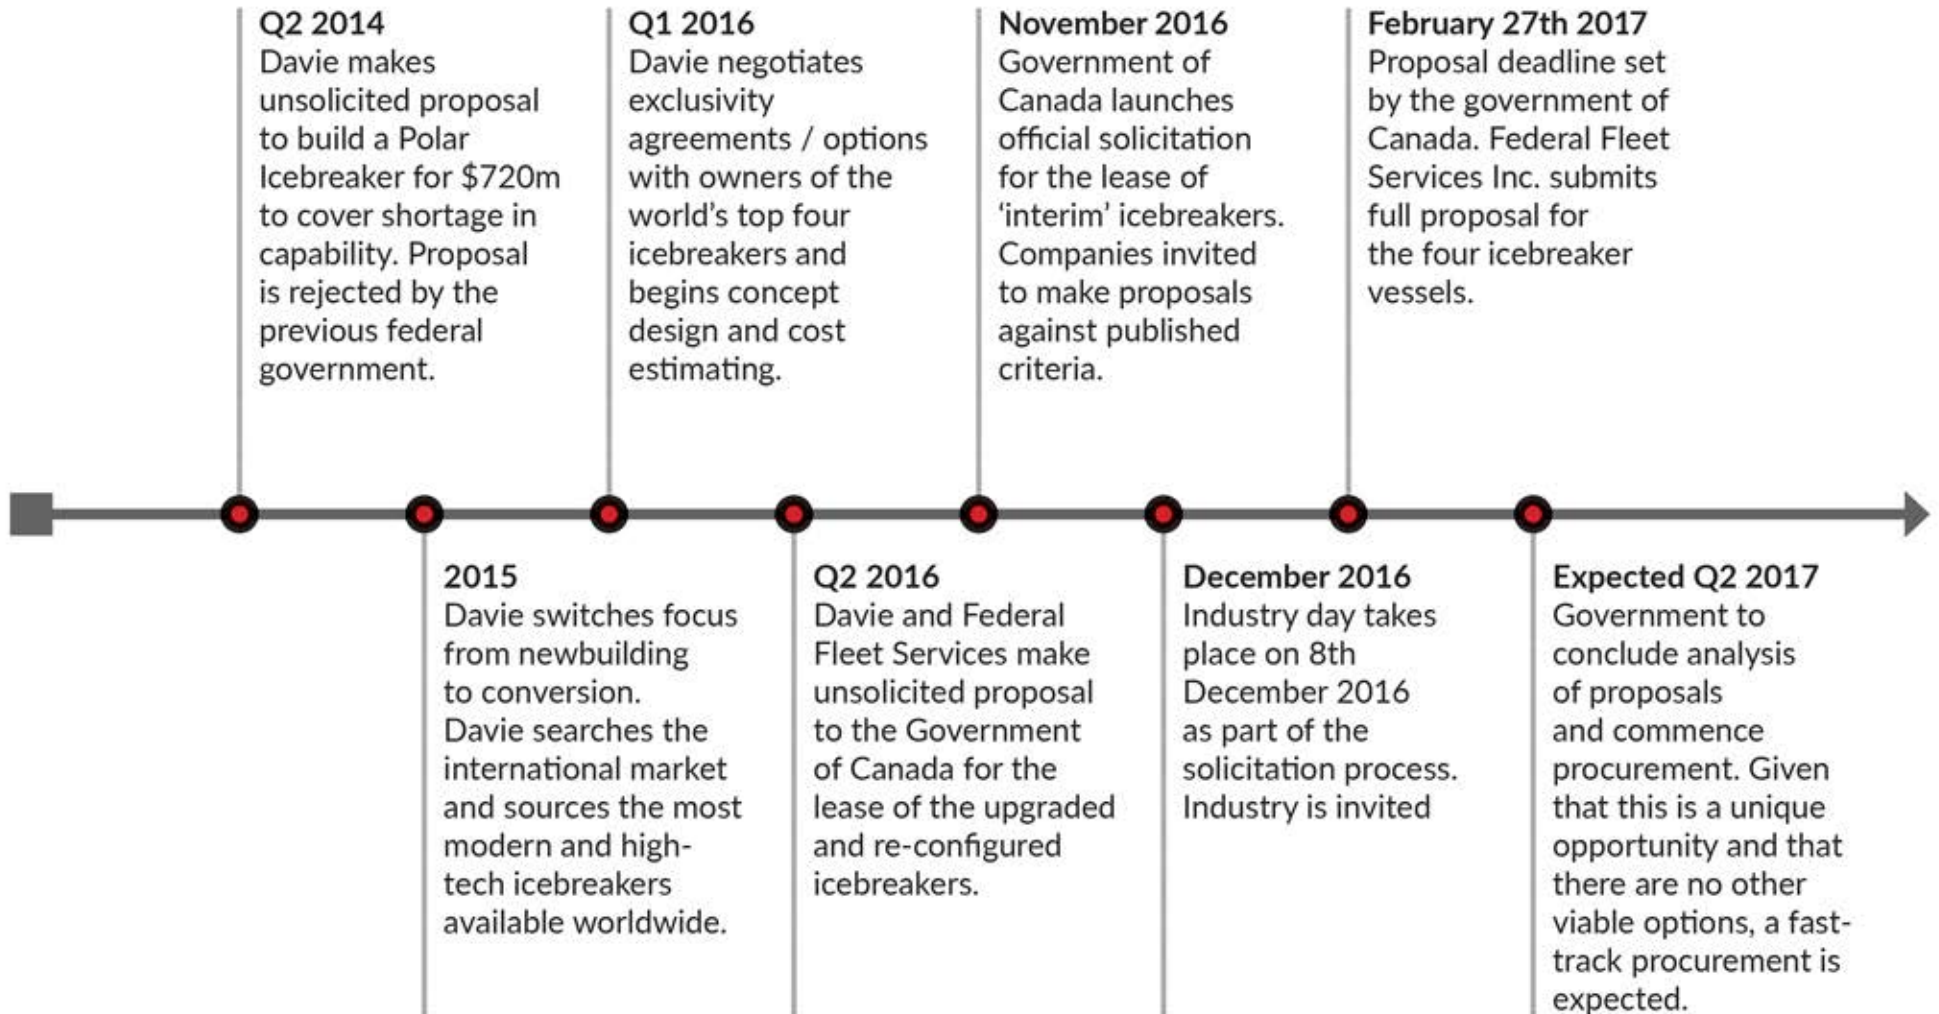 Q2 2014
Davie makes
unsolicited proposal
to build a Polar
Icebreaker for $720m
to cover shortage in
capability. Proposal
is rejected by the
previous federal
government.
2015
Davie switches focus
from newbuilding
to conversion.
Davie searches the
international market
and sources the most
modern and high-
tech icebreakers
available worldwide.
Q1 2016
Davie negotiates
exclusivity
agreements / options
with owners of the
world’s top four
icebreakers and
begins concept
design and cost
estimating.
Q2 2016
Davie and Federal
Fleet Services make
unsolicited proposal
to the Government
of Canada for the
lease of the upgraded
and re-configured
icebreakers.
November 2016
Government of
Canada launches
official solicitation
for the lease of
‘interim’ icebreakers.
Companies invited
to make proposals
against published
criteria.
December 2016
Industry day takes
place on 8th
December 2016
as part of the
solicitation process.
Industry is invited
February 27th 2017
Proposal deadline set
by the government of
Canada. Federal Fleet
Services Inc. submits
full proposal for
the four icebreaker
vessels.
Expected Q2 2017
Government to
conclude analysis
of proposals
and commence
procurement. Given
that this is a unique
opportunity and that
there are no other
viable options, a fast-
track procurement is
expected.